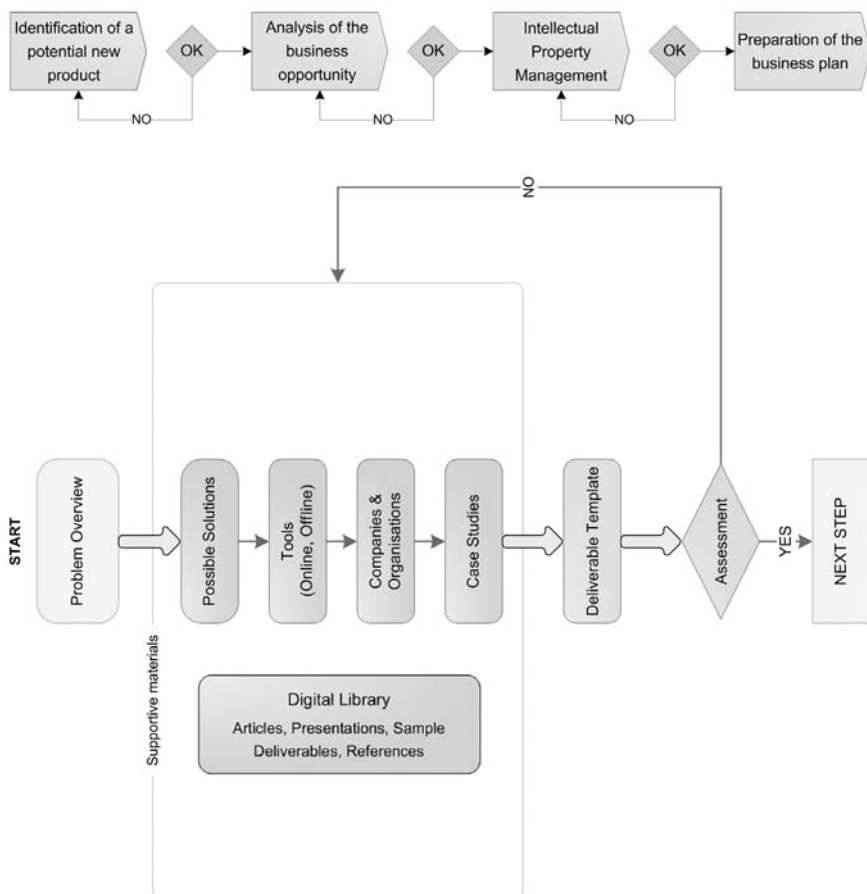 Identification of a
potential new
product
OK
NO
Analysis of the
business
opportunity
OK
NO
Intellectual
Property
Management
OK
NO
Preparation of the
business plan
NO
START
Problem Overview
Supportive materials
Possible Solutions
Tools
(Online, Offline)
Companies &
Organisations
Case Studies
Deliverable Template
Assessment
YES
NEXT STEP
Digital Library
Articles, Presentations, Sample
Deliverables, References